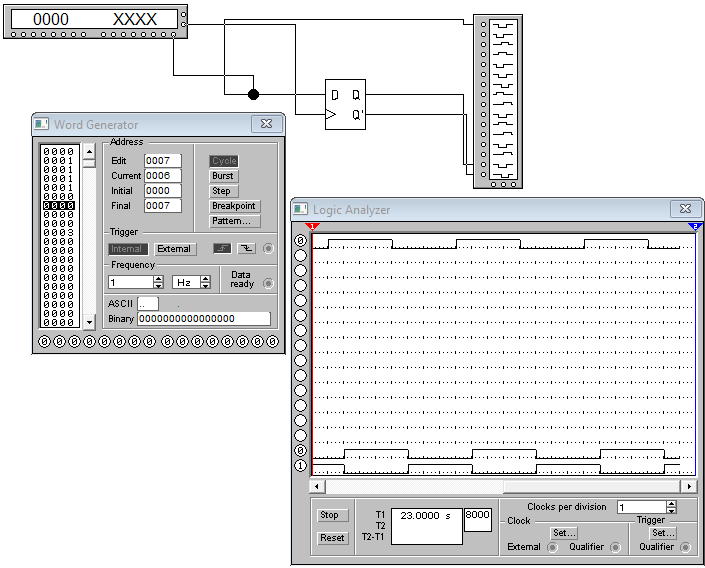 0000 XXXX
D Q
Q'
Word Generator
0000
0001
0001
0001
0001
0000
0000
0000
0003
0000
0000
0000
0000
0000
0000
0000
0000
0000
0000
0000
Address
Edit 0007
Current 0006
Initial 0000
Final 0007
Cycle
Burst
Step
Breakpoint
Pattern...
Trigger
Internal External
Frequency
1 Hz
Data ready
ASCII ..
Binary 0000000000000000
0 0 0 0 0 0 0 0 0 0 0 0 0 0 0 0
Logic Analyzer
1 2
0
0
1
Stop
Reset
T1 23.0000 s 8000
T2
T2-T1
Clocks per division 1
Clock
Set...
External Qualifier
Trigger
Set...
Qualifier